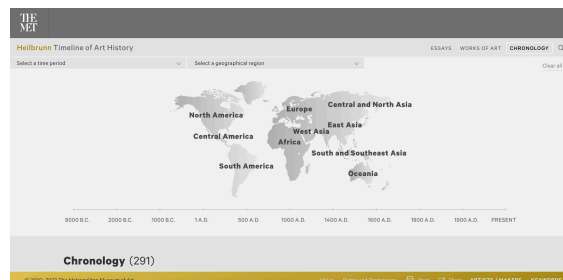 THE
MET
Heilbrunn Timeline of Art History
ESSAYS WORKS OF ART CHRONOLOGY
Select a time period
Select a geographical region
Clear all
North America
Europe
Central and North Asia
Central America
West Asia
East Asia
Africa
South America
South and Southeast Asia
Oceania
6000 B.C. 2000 B.C. 1000 B.C. 1 A.D. 500 A.D. 1000 A.D. 1400 A.D. 1600 A.D. 1800 A.D. 1900 A.D. PRESENT
Chronology (291)